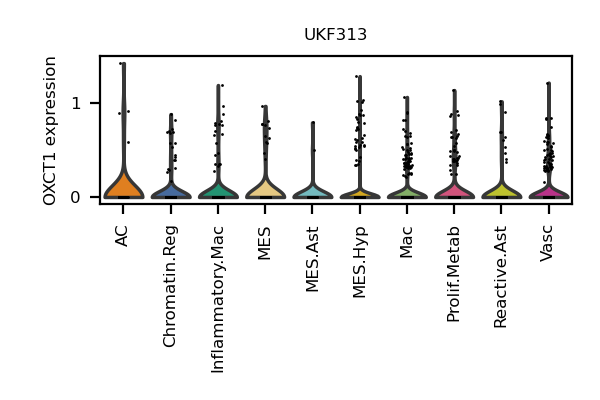 UKF313
OXCT1 expression
1
0
AC
Chromatin.Reg
Inflammatory.Mac
MES
MES.Ast
MES.Hyp
Mac
Prolif.Metab
Reactive.Ast
Vasc